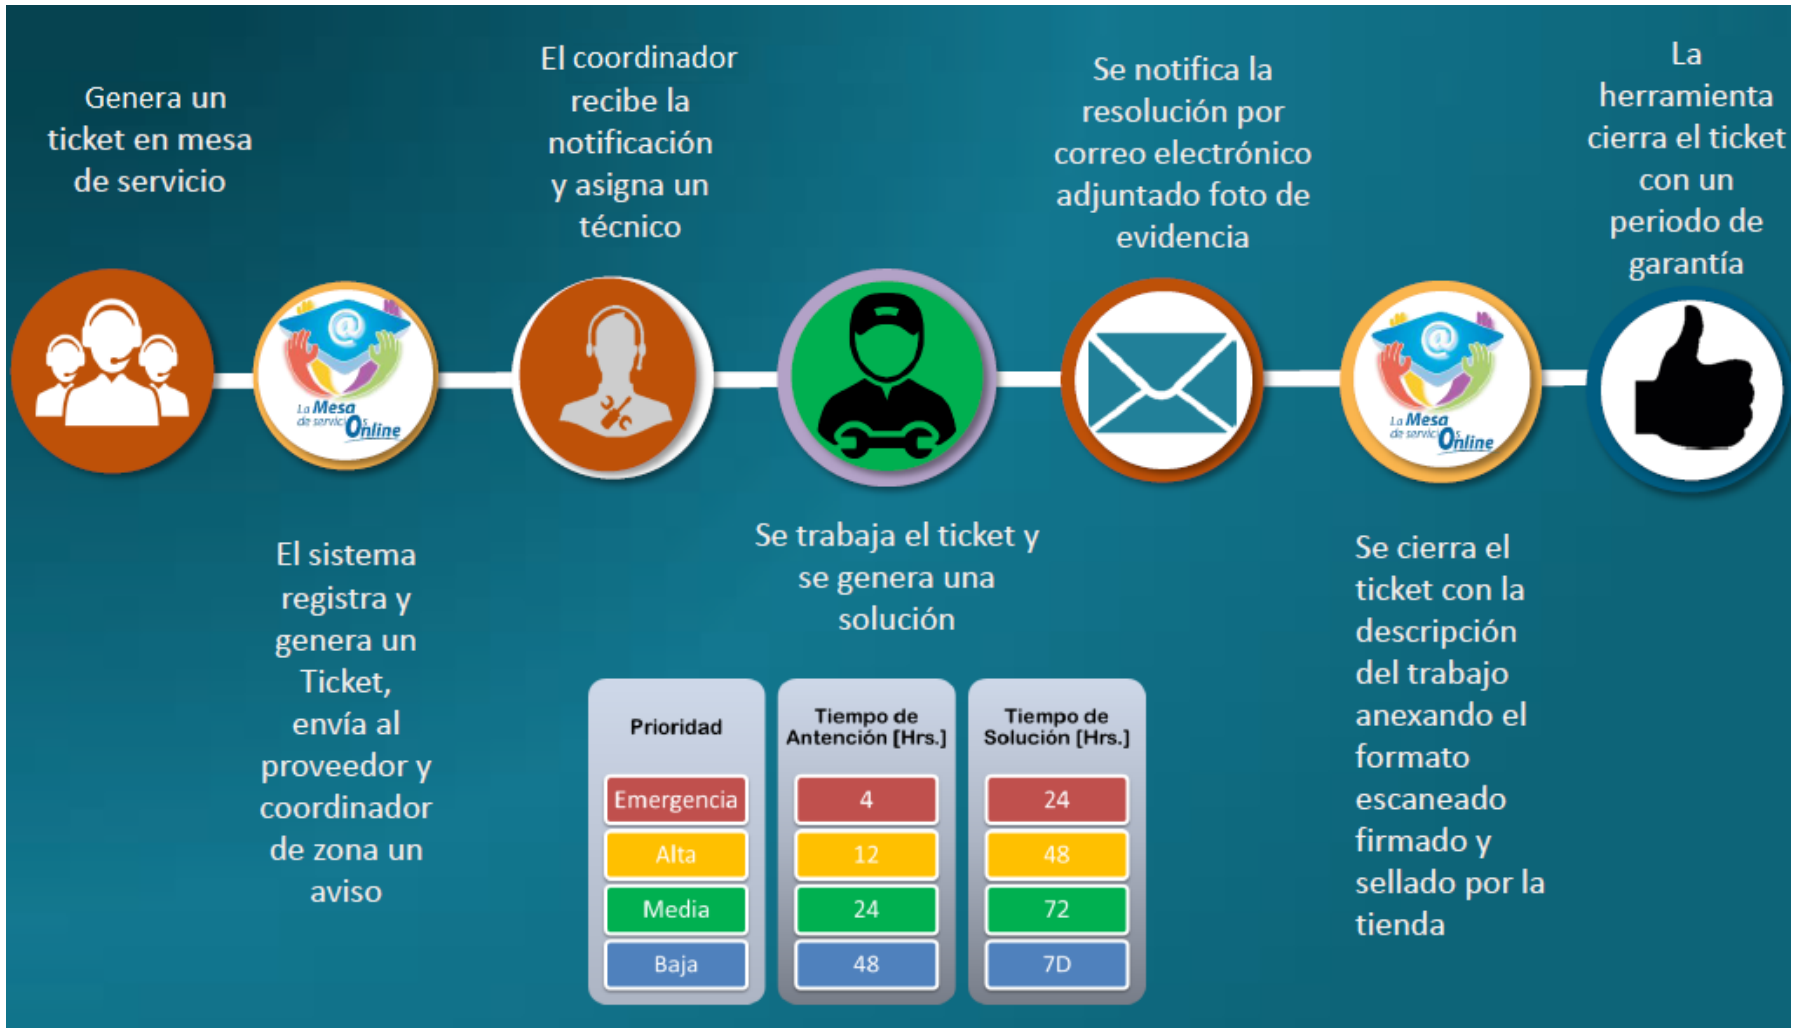 Genera un
ticket en mesa
de servicio
La Mesa
de servicios
Online
El sistema
registra y
genera un
Ticket,
envía al
proveedor y
coordinador
de zona un
aviso
El coordinador
recibe la
notificación
y asigna un
técnico
Se trabaja el ticket y
se genera una
solución
Se notifica la
resolución por
correo electrónico
adjuntado foto de
evidencia
La Mesa
de servicios
Online
Se cierra el
ticket con la
descripción
del trabajo
anexando el
formato
escaneado
firmado y
sellado por la
tienda
La
herramienta
cierra el ticket
con un
periodo de
garantía
Prioridad
Tiempo de
Antención [Hrs.]
Tiempo de
Solución [Hrs.]
Emergencia 4 24
Alta 12 48
Media 24 72
Baja 48 7D